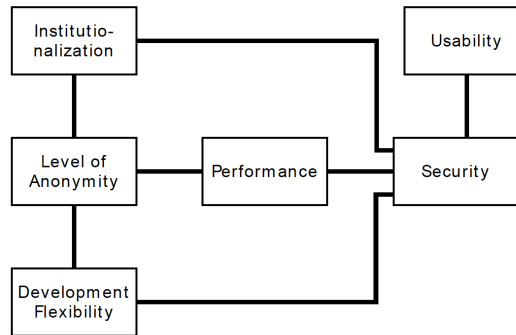 Institutio-
nalization
Usability
Level of
Anonymity
Performance
Security
Development
Flexibility